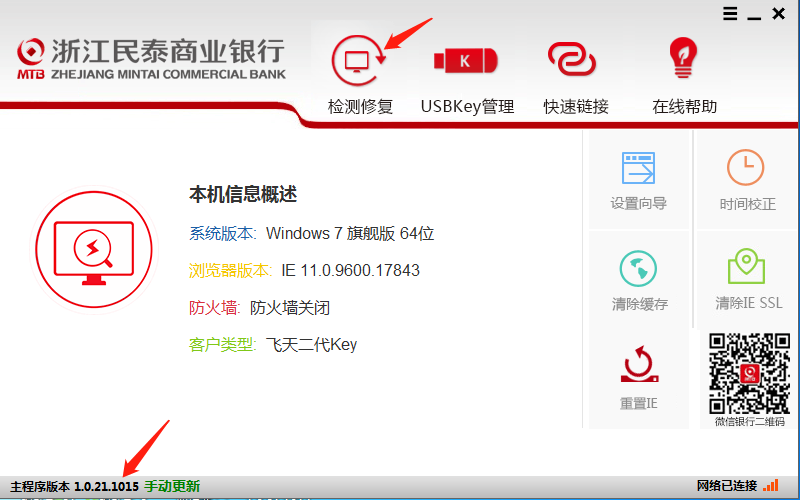 浙江民泰商业银行
MTB ZHEJIANG MINTAI COMMERCIAL BANK
检测修复
K
USBKey管理
快速链接
在线帮助
本机信息概述
系统版本: Windows 7 旗舰版 64位
浏览器版本: IE 11.0.9600.17843
防火墙: 防火墙关闭
客户类型: 飞天二代Key
设置向导
时间校正
清除缓存
清除IE SSL
重置IE
MTB
微信银行二维码
主程序版本 1.0.21.1015 手动更新
网络已连接